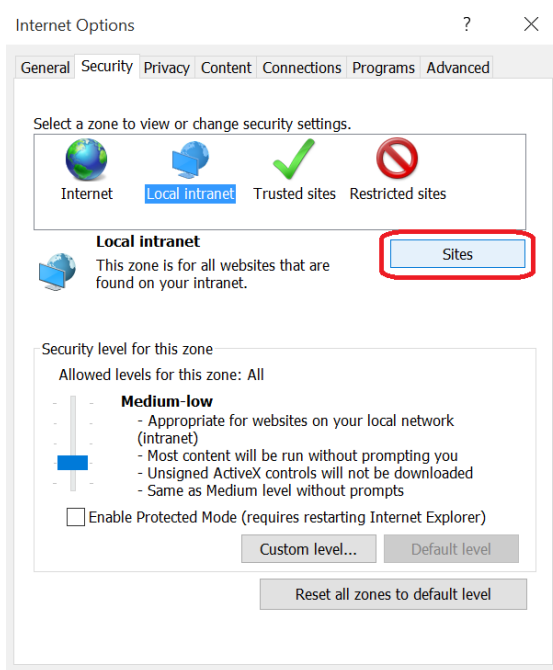 Internet Options ?
General Security Privacy Content Connections Programs Advanced
Select a zone to view or change security settings.
Internet Local intranet Trusted sites Restricted sites
Local intranet
Sites
This zone is for all websites that are
found on your intranet.
Security level for this zone
Allowed levels for this zone: All
Medium-low
- Appropriate for websites on your local network
(intranet)
- Most content will be run without prompting you
- Unsigned ActiveX controls will not be downloaded
- Same as Medium level without prompts
Enable Protected Mode (requires restarting Internet Explorer)
Custom level... Default level
Reset all zones to default level